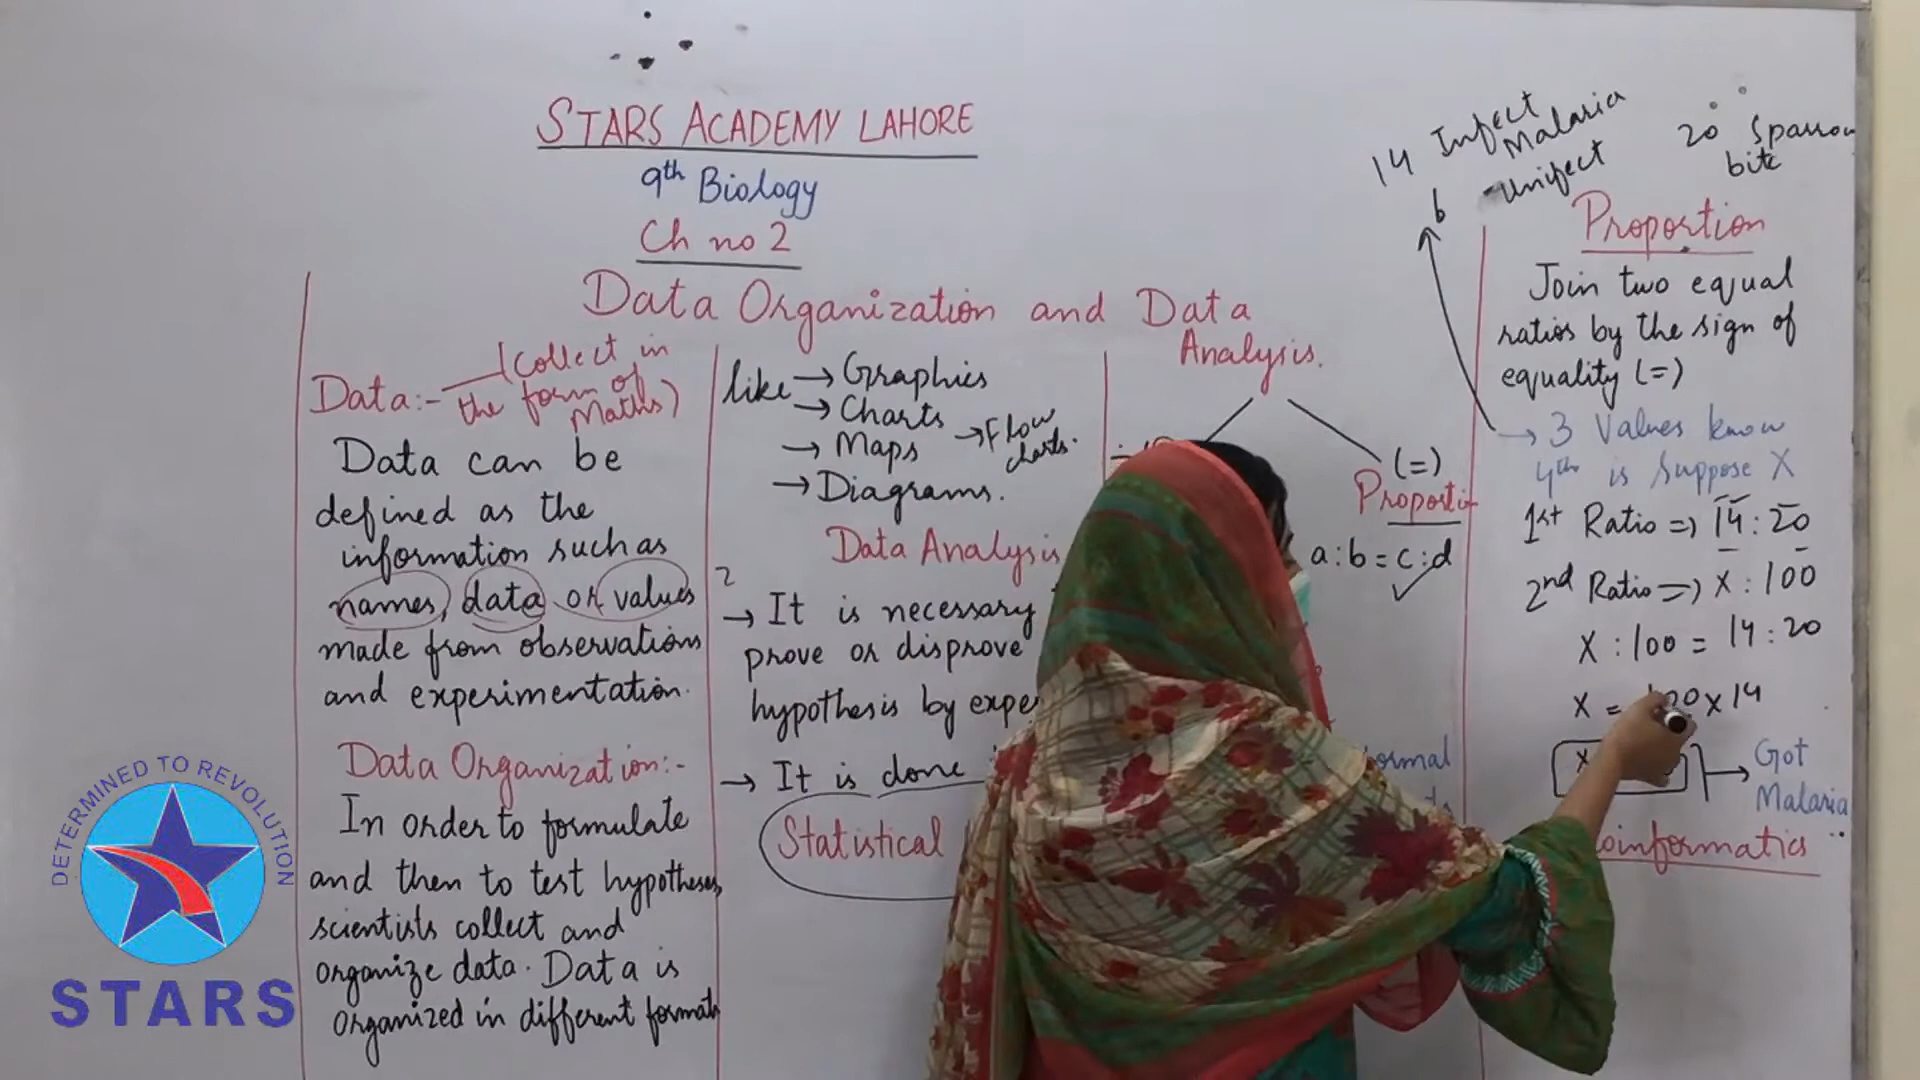 STARS ACADEMY LAHORE
9th Biology
Ch no 2
Data Organization and Data
Analysis.
Data:- (Collect in
the form of
Maths)
Data can be
defined as the
information such as
names, data or values
made from observations
and experimentation.
Data Organization:-
In order to formulate
and then to test hypotheses,
scientists collect and
organize data. Data is
organized in different formats
like → Graphics
→ Charts
→ Maps → Flow
charts.
→ Diagrams.
Data Analysis
→ It is necessary
prove or disprove
hypothesis by
→ It is done
Statistical
(=)
a:b = c:d
14 Infect
Malaria
20 Sparrow
bite
6 - Unifect
Proportion
Join two equal
ratios by the sign of
equality (=)
→ 3 Values know
4th is Suppose X
1st Ratio => 14:20
2nd Ratio => X:100
X:100 = 14:20
X = x 14
X
→ Got
Malaria
DETERMINED TO REVOLUTION
STARS